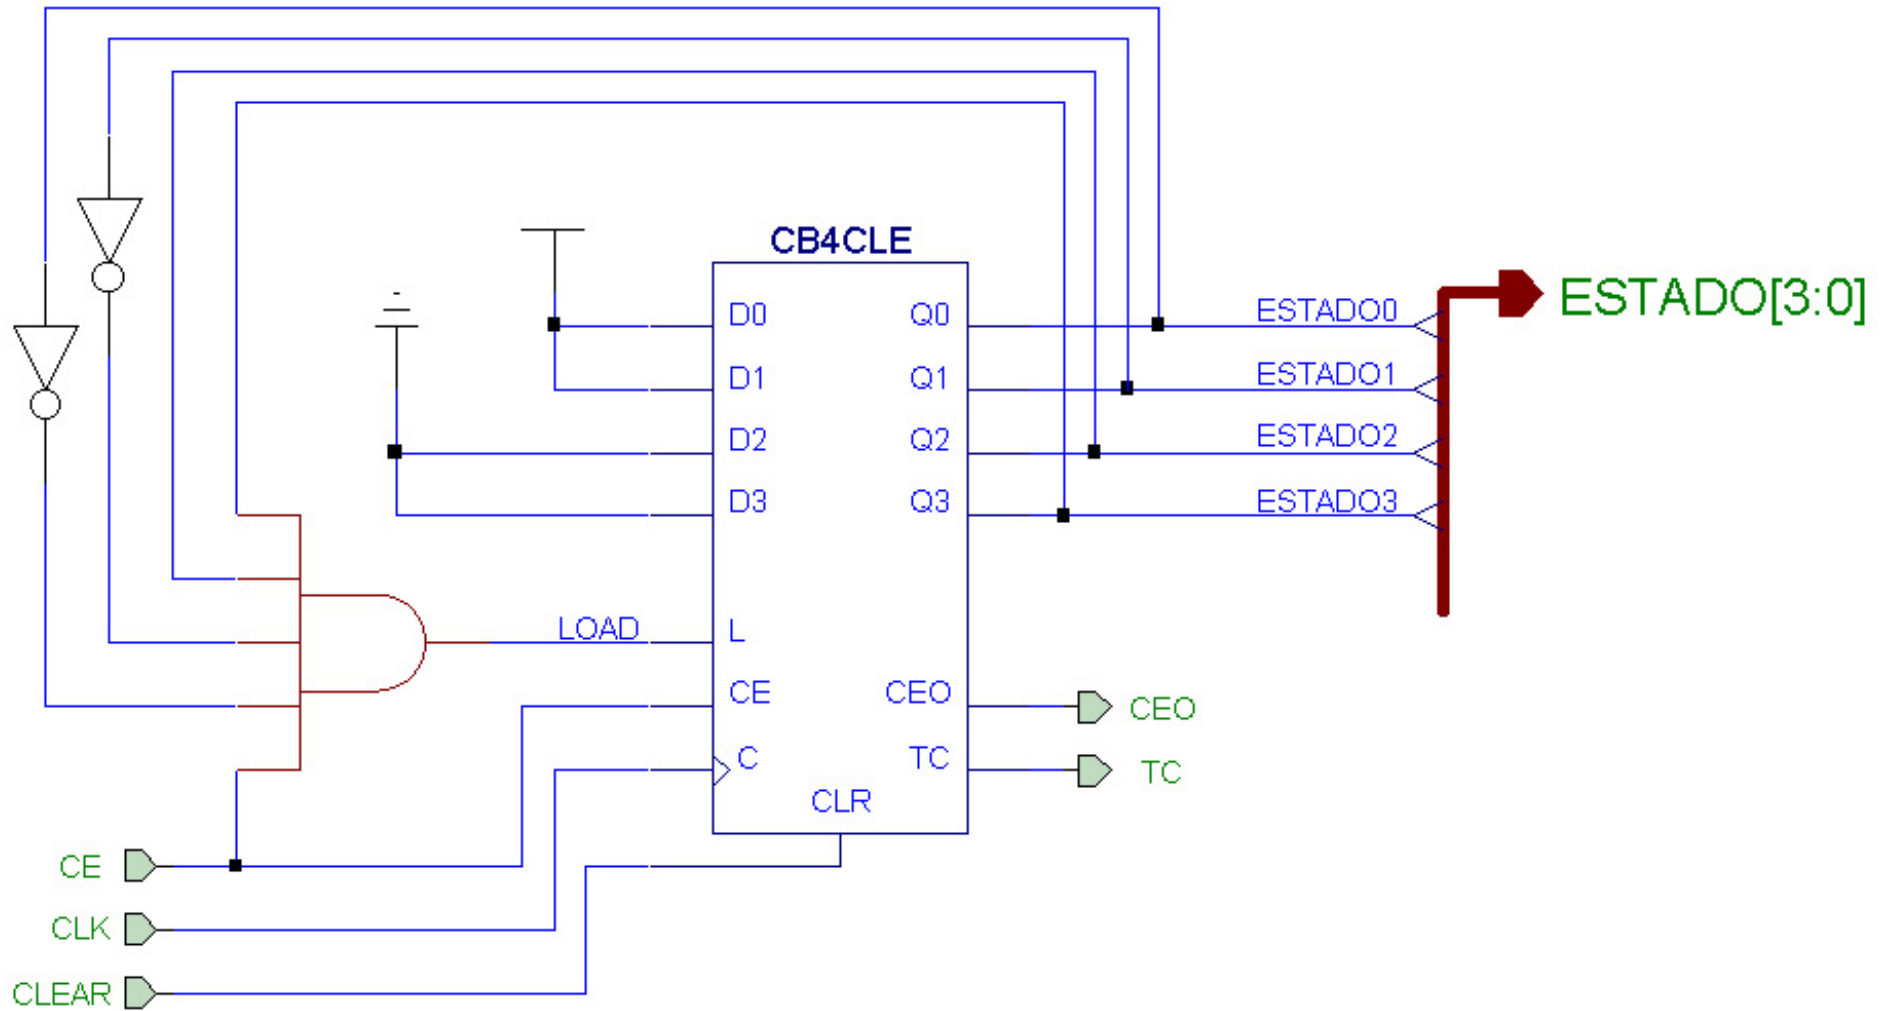 CB4CLE
D0
Q0
ESTADO0
ESTADO[3:0]
D1
Q1
ESTADO1
D2
Q2
ESTADO2
D3
Q3
ESTADO3
LOAD
L
CE
CEO
CEO
C
TC
TC
CLR
CE
CLK
CLEAR